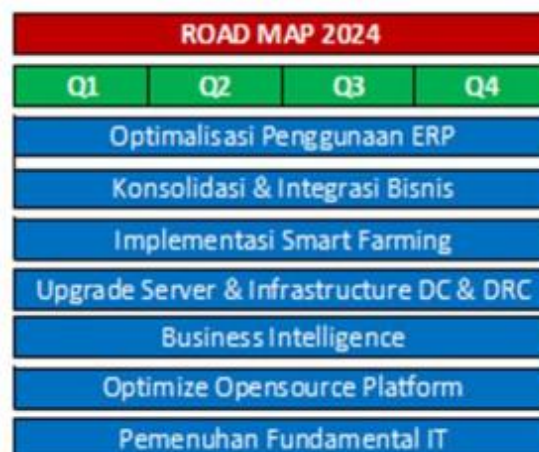 ROAD MAP 2024
Q1 Q2 Q3 Q4
Optimalisasi Penggunaan ERP
Konsolidasi & Integrasi Bisnis
Implementasi Smart Farming
Upgrade Server & Infrastructure DC & DRC
Business Intelligence
Optimize Opensource Platform
Pemenuhan Fundamental IT